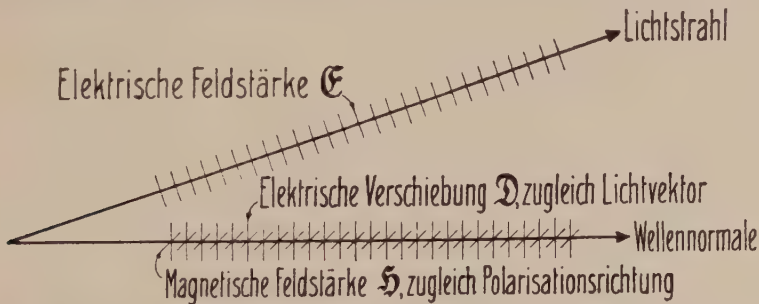 Lichtstrahl
Elektrische Feldstärke 𝕰
Elektrische Verschiebung 𝕯, zugleich Lichtvektor
Wellennormale
Magnetische Feldstärke 𝕳, zugleich Polarisationsrichtung